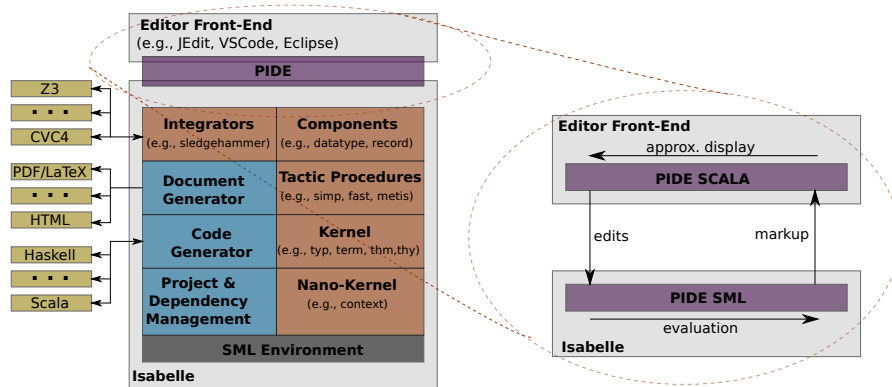 Editor Front-End
(e.g., JEdit, VSCode, Eclipse)
PIDE
Z3
• • •
CVC4
PDF/LaTeX
• • •
HTML
Haskell
• • •
Scala
Integrators
(e.g., sledgehammer)
Components
(e.g., datatype, record)
Document
Generator
Tactic Procedures
(e.g., simp, fast, metis)
Code
Generator
Kernel
(e.g., typ, term, thm,thy)
Project &
Dependency
Management
Nano-Kernel
(e.g., context)
SML Environment
Isabelle
Editor Front-End
approx. display
PIDE SCALA
edits
markup
PIDE SML
evaluation
Isabelle